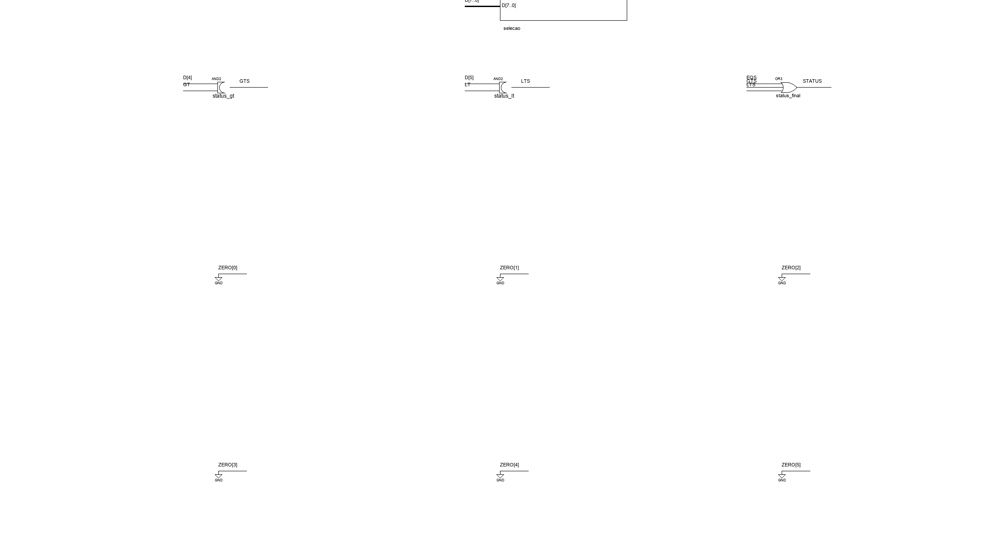 D[7..0]
D[7..0]
selecao
D[4]
AND2
GTS
GT
status_gt
D[5]
AND2
LTS
LT
status_lt
EQS
GTS
LTS
OR3
STATUS
status_final
ZERO[0]
GND
ZERO[1]
GND
ZERO[2]
GND
ZERO[3]
GND
ZERO[4]
GND
ZERO[5]
GND